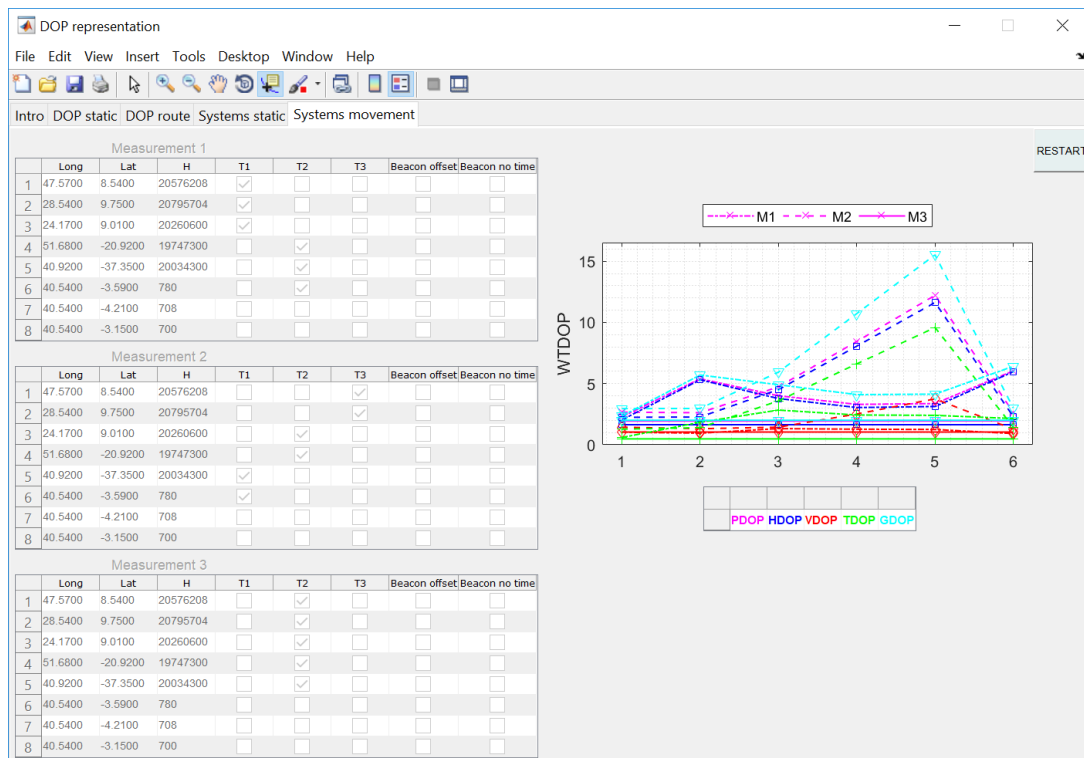 DOP representation
File Edit View Insert Tools Desktop Window Help
Intro DOP static DOP route Systems static Systems movement
Measurement 1
Long Lat H T1 T2 T3 Beacon offset Beacon no time
1 47.5700 8.5400 20576208
2 28.5400 9.7500 20795704
3 24.1700 9.0100 20260600
4 51.6800 -20.9200 19747300
5 40.9200 -37.3500 20034300
6 40.5400 -3.5900 780
7 40.5400 -4.2100 708
8 40.5400 -3.1500 700
Measurement 2
Long Lat H T1 T2 T3 Beacon offset Beacon no time
1 47.5700 8.5400 20576208
2 28.5400 9.7500 20795704
3 24.1700 9.0100 20260600
4 51.6800 -20.9200 19747300
5 40.9200 -37.3500 20034300
6 40.5400 -3.5900 780
7 40.5400 -4.2100 708
8 40.5400 -3.1500 700
Measurement 3
Long Lat H T1 T2 T3 Beacon offset Beacon no time
1 47.5700 8.5400 20576208
2 28.5400 9.7500 20795704
3 24.1700 9.0100 20260600
4 51.6800 -20.9200 19747300
5 40.9200 -37.3500 20034300
6 40.5400 -3.5900 780
7 40.5400 -4.2100 708
8 40.5400 -3.1500 700
RESTART
M1 M2 M3
15
10
5
0
WTDOP
1 2 3 4 5 6
PDOP HDOP VDOP TDOP GDOP